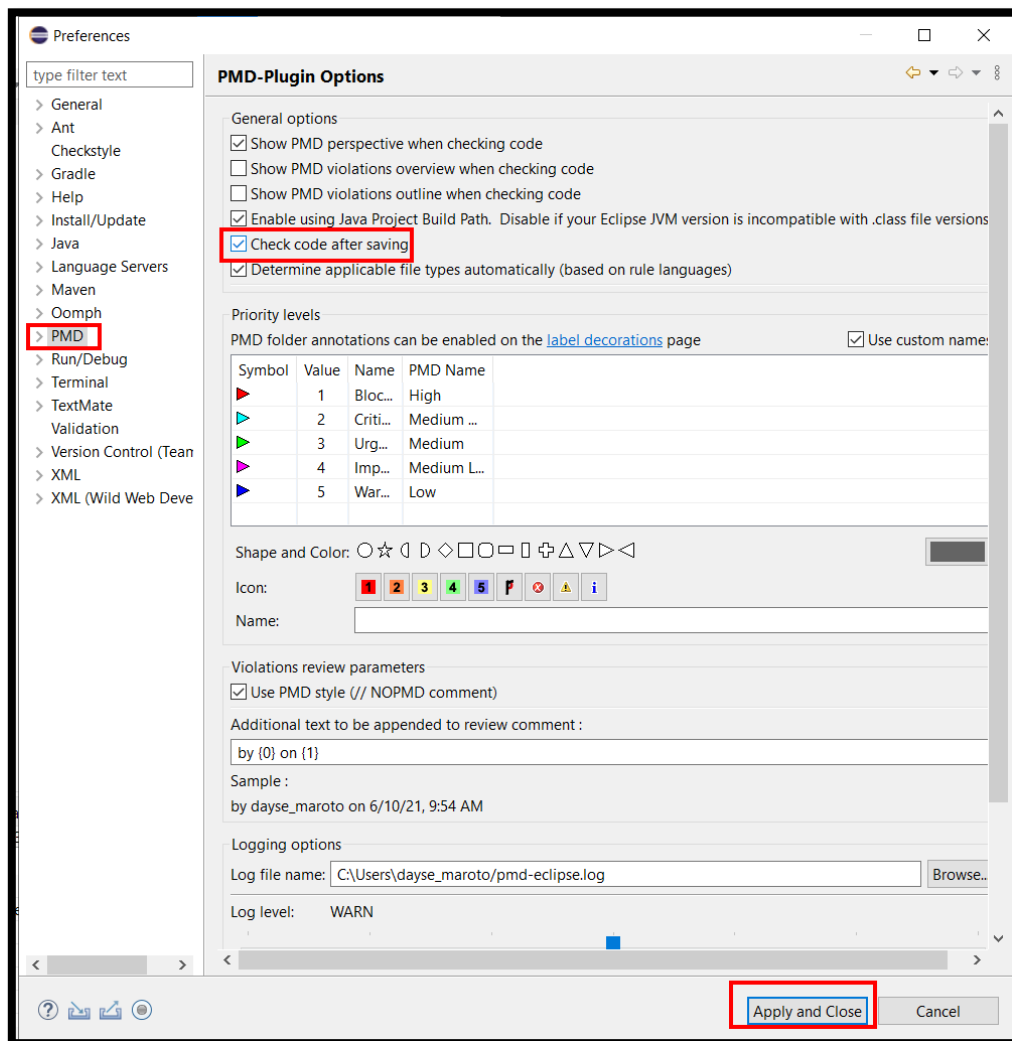 Preferences
type filter text
General
Ant
Checkstyle
Gradle
Help
Install/Update
Java
Language Servers
Maven
Oomph
PMD
Run/Debug
Terminal
TextMate
Validation
Version Control (Team
XML
XML (Wild Web Deve
PMD-Plugin Options
General options
Show PMD perspective when checking code
Show PMD violations overview when checking code
Show PMD violations outline when checking code
Enable using Java Project Build Path. Disable if your Eclipse JVM version is incompatible with .class file versions
Check code after saving
Determine applicable file types automatically (based on rule languages)
Priority levels
PMD folder annotations can be enabled on the label decorations page Use custom names
Symbol Value Name PMD Name
1 Bloc... High
2 Criti... Medium ...
3 Urg... Medium
4 Imp... Medium L...
5 War... Low
Shape and Color:
Icon: 1 2 3 4 5 P i
Name:
Violations review parameters
Use PMD style (// NOPMD comment)
Additional text to be appended to review comment :
by {0} on {1}
Sample :
by dayse_maroto on 6/10/21, 9:54 AM
Logging options
Log file name: C:\Users\dayse_maroto/pmd-eclipse.log Browse..
Log level: WARN
Apply and Close Cancel